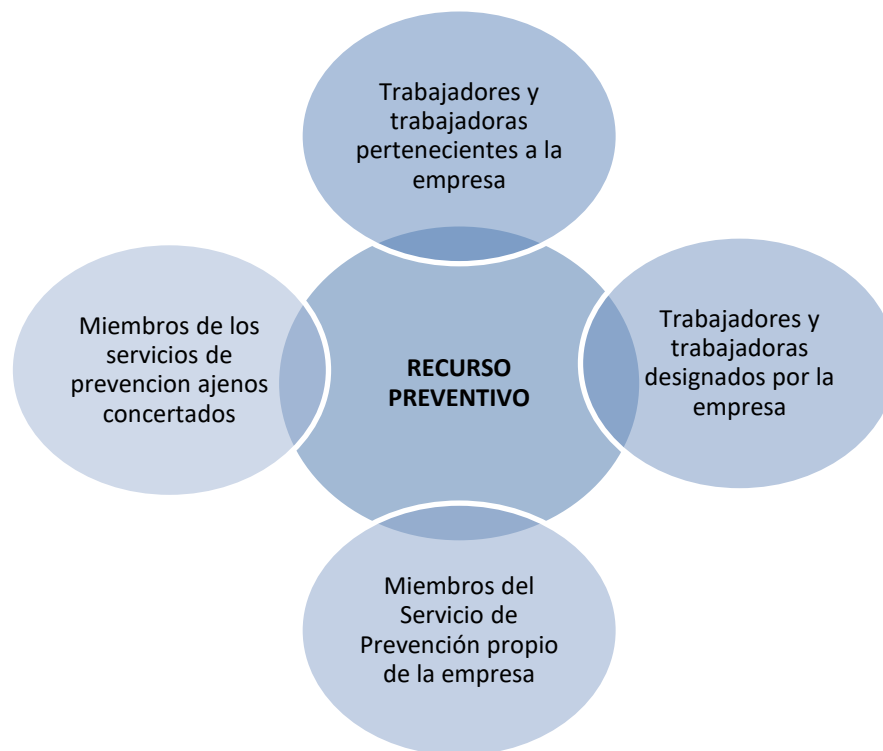 Trabajadores y
trabajadoras
pertenecientes a la
empresa
Miembros de los
servicios de
prevencion ajenos
concertados
RECURSO
PREVENTIVO
Trabajadores y
trabajadoras
designados por la
empresa
Miembros del
Servicio de
Prevención propio
de la empresa